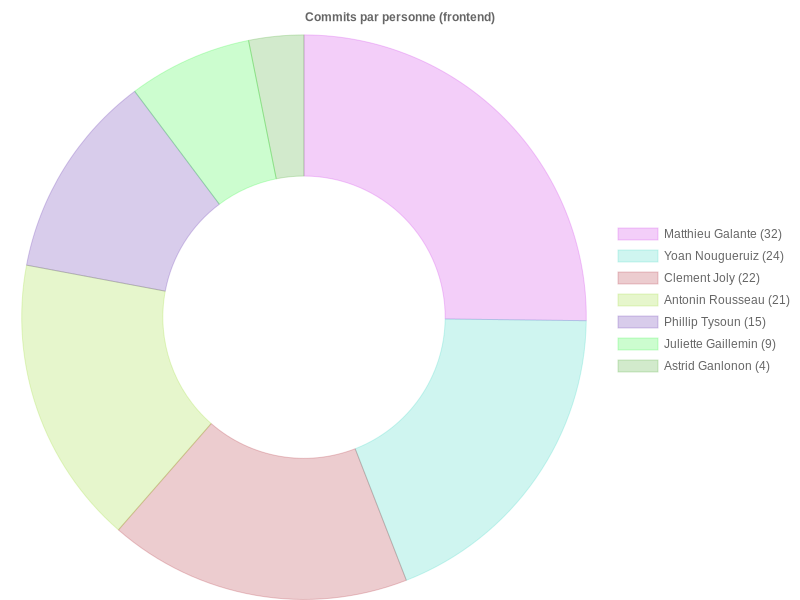 Commits par personne (frontend)
Matthieu Galante (32)
Yoan Nougueruiz (24)
Clement Joly (22)
Antonin Rousseau (21)
Phillip Tysoun (15)
Juliette Gaillemin (9)
Astrid Ganlonon (4)